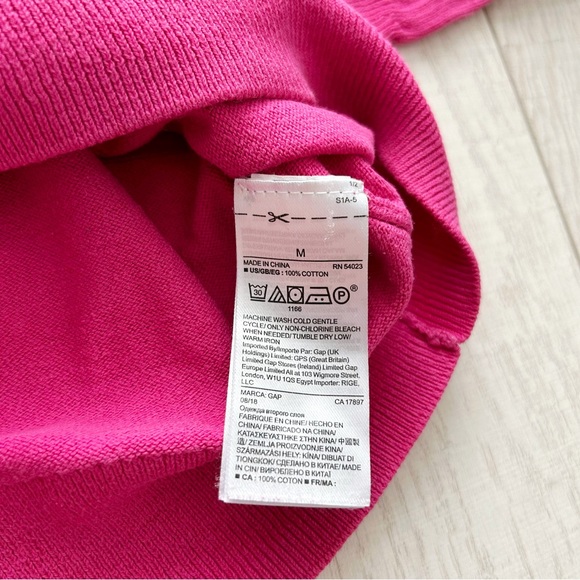 S1A-5
M
MADE IN CHINA RN 54023
■ US/GB/EG : 100% COTTON
30 P
1166
MACHINE WASH COLD GENTLE
CYCLE/ ONLY NON-CHLORINE BLEACH
WHEN NEEDED/ TUMBLE DRY LOW/
WARM IRON
Imported By/Importe Par: Gap (UK
Holdings) Limited: GPS (Great Britain)
Limited Gap Stores (Ireland) Limited Gap
Europe Limited All at 103 Wigmore Street,
London, W1U 1QS Egypt Importer: RIGE,
LLC
MARCA: GAP CA 17897
08/18
Одежда второго слоя
FABRIQUE EN CHINE/ HECHO EN
CHINA/ FABRICADO NA CHINA/
ΚΑΤΑΣΚΕΥΑΣΤΗΚΕ ΣΤΗΝ ΚΙΝΑ/ 中國製
造/ ZEMLJA PROIZVODNJE KINA/
SZÁRMAZÁSI HELY: KÍNA/ DIBUAT DI
TIONGKOK/ СДЕЛАНО В КИТАЕ/ MADE
IN CIN/ ВИРОБЛЕНО В КИТАЇ
■ CA : 100% COTTON ■ FR/MA :